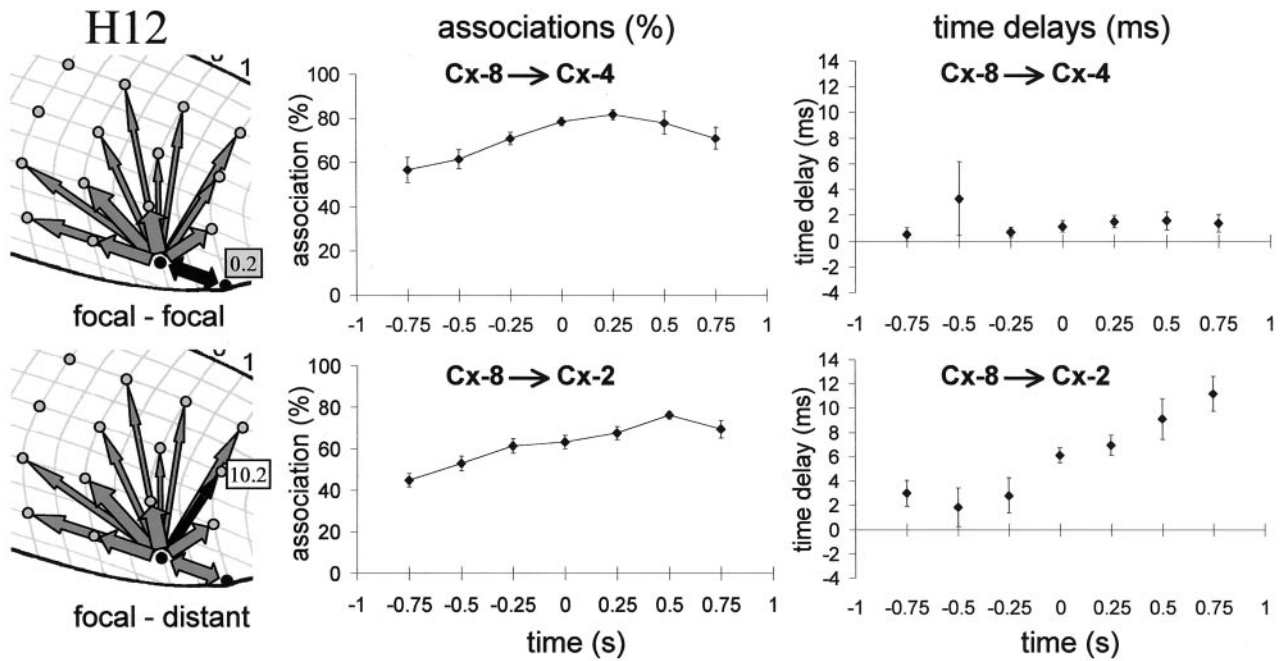 H12
associations (%)
time delays (ms)
0
1
0.2
focal - focal
association (%)
100
80
60
40
20
0
Cx-8 → Cx-4
-1 -0.75 -0.5 -0.25 0 0.25 0.5 0.75 1
time delay (ms)
14
12
10
8
6
4
2
0
-2
-4
Cx-8 → Cx-4
-1 -0.75 -0.5 -0.25 0 0.25 0.5 0.75 1
1
10.2
focal - distant
association (%)
100
80
60
40
20
0
Cx-8 → Cx-2
-1 -0.75 -0.5 -0.25 0 0.25 0.5 0.75 1
time (s)
time delay (ms)
14
12
10
8
6
4
2
0
-2
-4
Cx-8 → Cx-2
-1 -0.75 -0.5 -0.25 0 0.25 0.5 0.75 1
time (s)